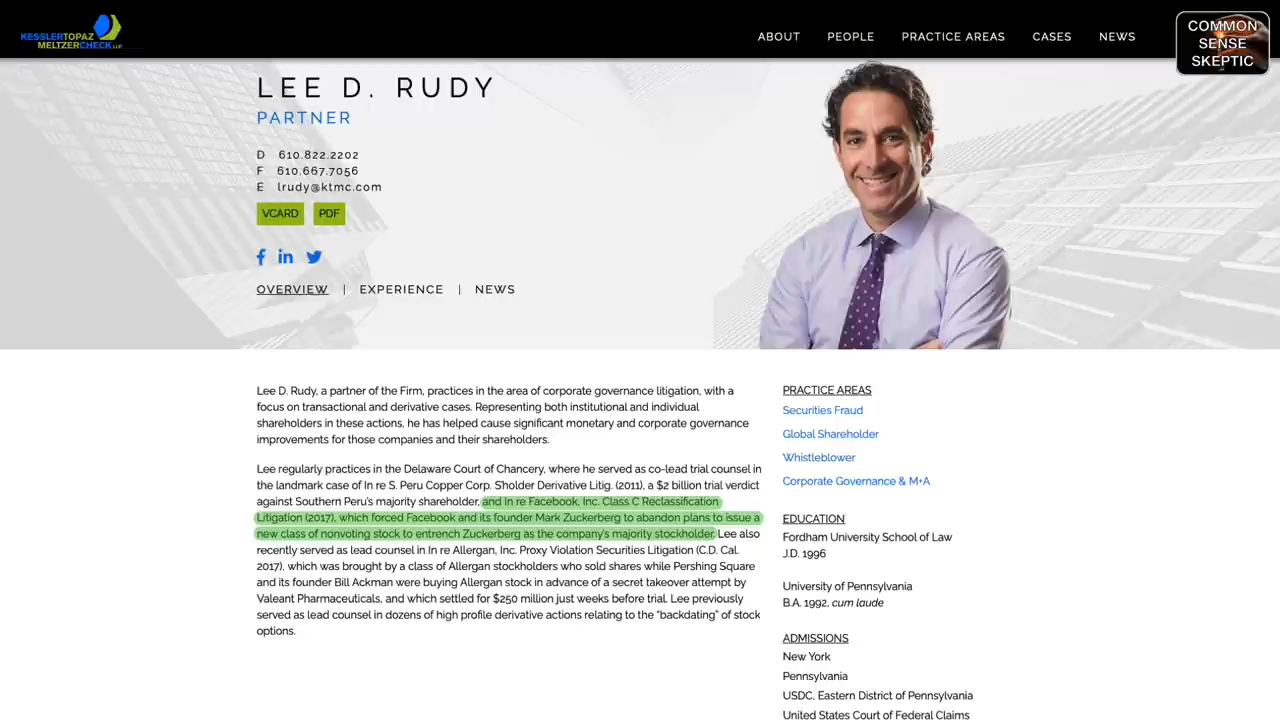 KESSLERTOPAZ
MELTZERCHECK LLP
ABOUT PEOPLE PRACTICE AREAS CASES NEWS
COMMON
SENSE
SKEPTIC
LEE D. RUDY
PARTNER
D 610.822.2202
F 610.667.7056
E lrudy@ktmc.com
VCARD PDF
OVERVIEW | EXPERIENCE | NEWS
Lee D. Rudy, a partner of the Firm, practices in the area of corporate governance litigation, with a
focus on transactional and derivative cases. Representing both institutional and individual
shareholders in these actions, he has helped cause significant monetary and corporate governance
improvements for those companies and their shareholders.
Lee regularly practices in the Delaware Court of Chancery, where he served as co-lead trial counsel in
the landmark case of In re S. Peru Copper Corp. S'holder Derivative Litig. (2011), a $2 billion trial verdict
against Southern Peru's majority shareholder, and In re Facebook, Inc. Class C Reclassification
Litigation (2017), which forced Facebook and its founder Mark Zuckerberg to abandon plans to issue a
new class of nonvoting stock to entrench Zuckerberg as the company's majority stockholder. Lee also
recently served as lead counsel in In re Allergan, Inc. Proxy Violation Securities Litigation (C.D. Cal.
2017), which was brought by a class of Allergan stockholders who sold shares while Pershing Square
and its founder Bill Ackman were buying Allergan stock in advance of a secret takeover attempt by
Valeant Pharmaceuticals, and which settled for $250 million just weeks before trial. Lee previously
served as lead counsel in dozens of high profile derivative actions relating to the "backdating" of stock
options.
PRACTICE AREAS
Securities Fraud
Global Shareholder
Whistleblower
Corporate Governance & M+A
EDUCATION
Fordham University School of Law
J.D. 1996
University of Pennsylvania
B.A. 1992, cum laude
ADMISSIONS
New York
Pennsylvania
USDC, Eastern District of Pennsylvania
United States Court of Federal Claims